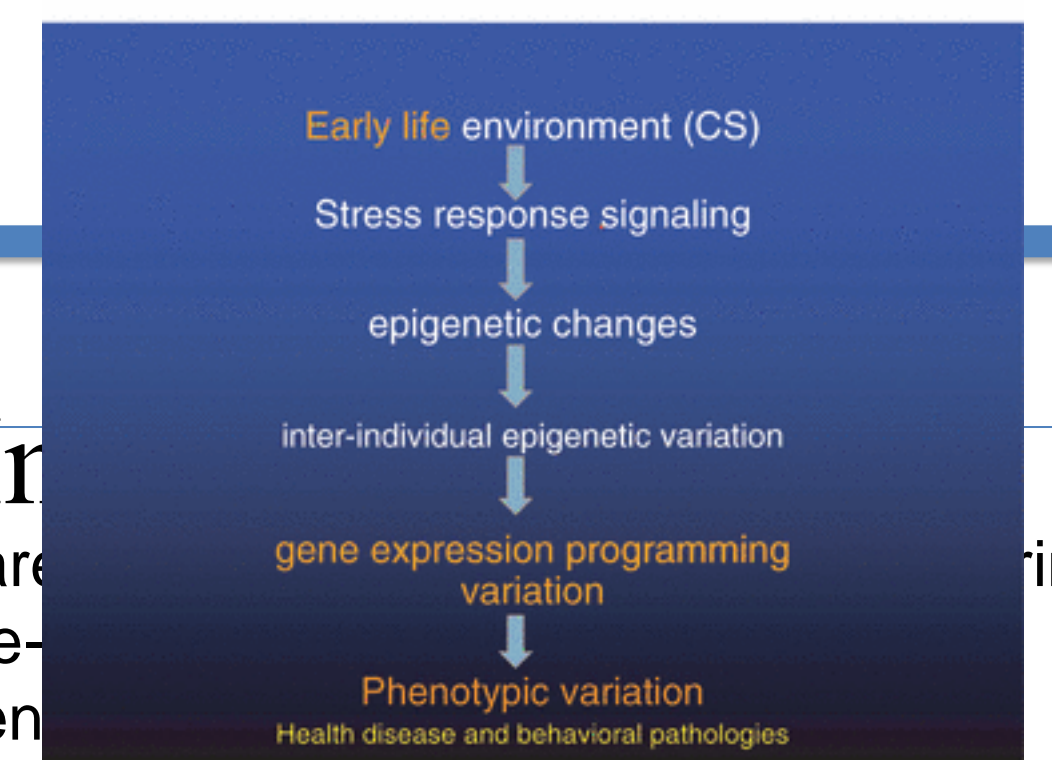 Early life environment (CS)
Stress response signaling
epigenetic changes
inter-individual epigenetic variation
gene expression programming
variation
Phenotypic variation
Health disease and behavioral pathologies